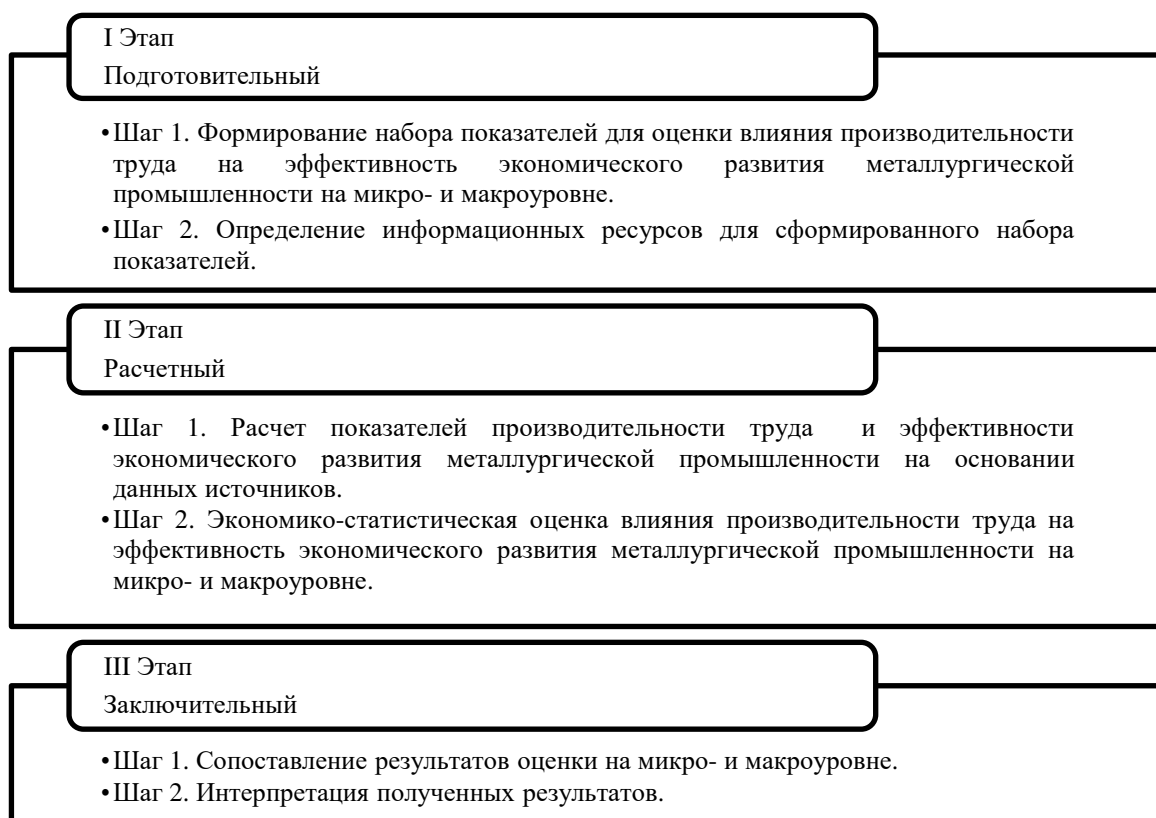 I Этап
Подготовительный
•Шаг 1. Формирование набора показателей для оценки влияния производительности
труда на эффективность экономического развития металлургической
промышленности на микро- и макроуровне.
•Шаг 2. Определение информационных ресурсов для сформированного набора
показателей.
II Этап
Расчетный
•Шаг 1. Расчет показателей производительности труда и эффективности
экономического развития металлургической промышленности на основании
данных источников.
•Шаг 2. Экономико-статистическая оценка влияния производительности труда на
эффективность экономического развития металлургической промышленности на
микро- и макроуровне.
III Этап
Заключительный
•Шаг 1. Сопоставление результатов оценки на микро- и макроуровне.
•Шаг 2. Интерпретация полученных результатов.